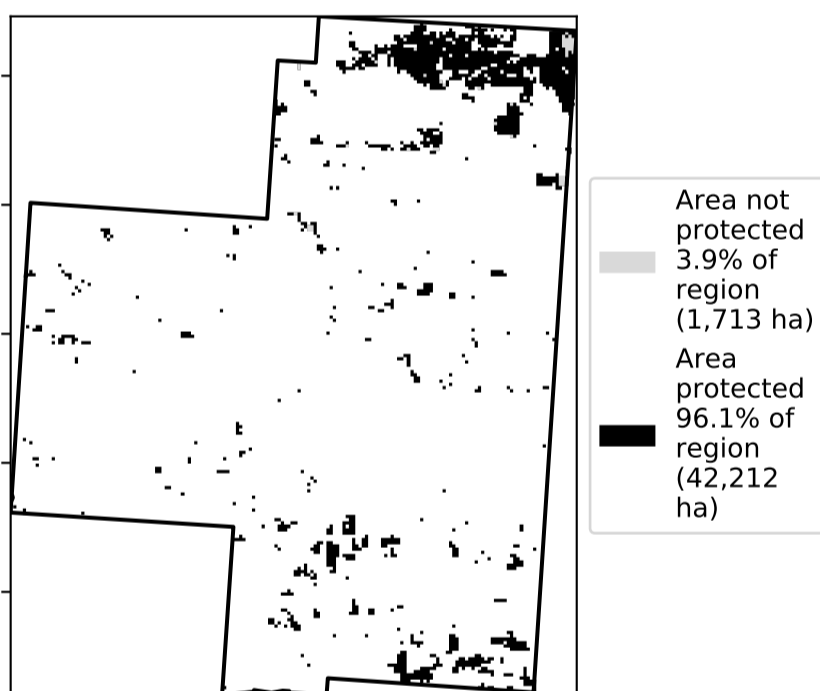 Area not
protected
3.9% of
region
(1,713 ha)
Area
protected
96.1% of
region
(42,212
ha)